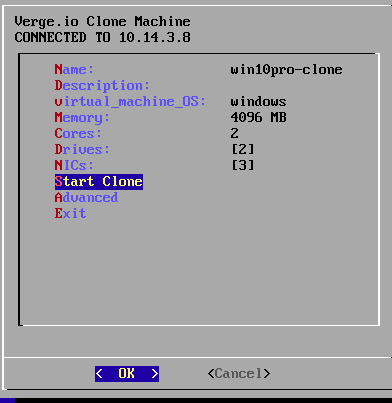 Verge.io Clone Machine
CONNECTED TO 10.14.3.8
Name: win10pro-clone
Description:
virtual_machine_OS: windows
Memory: 4096 MB
Cores: 2
Drives: [2]
NICs: [3]
Start Clone
Advanced
Exit
< OK > <Cancel>